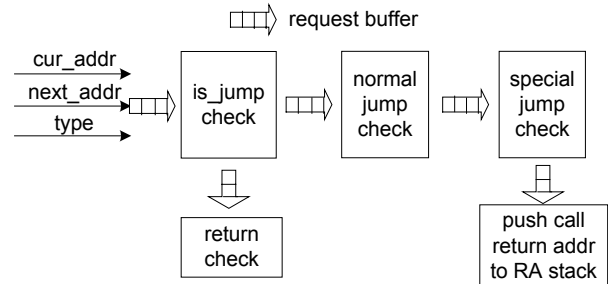 request buffer
cur_addr
next_addr
type
is_jump
check
normal
jump
check
special
jump
check
return
check
push call
return addr
to RA stack